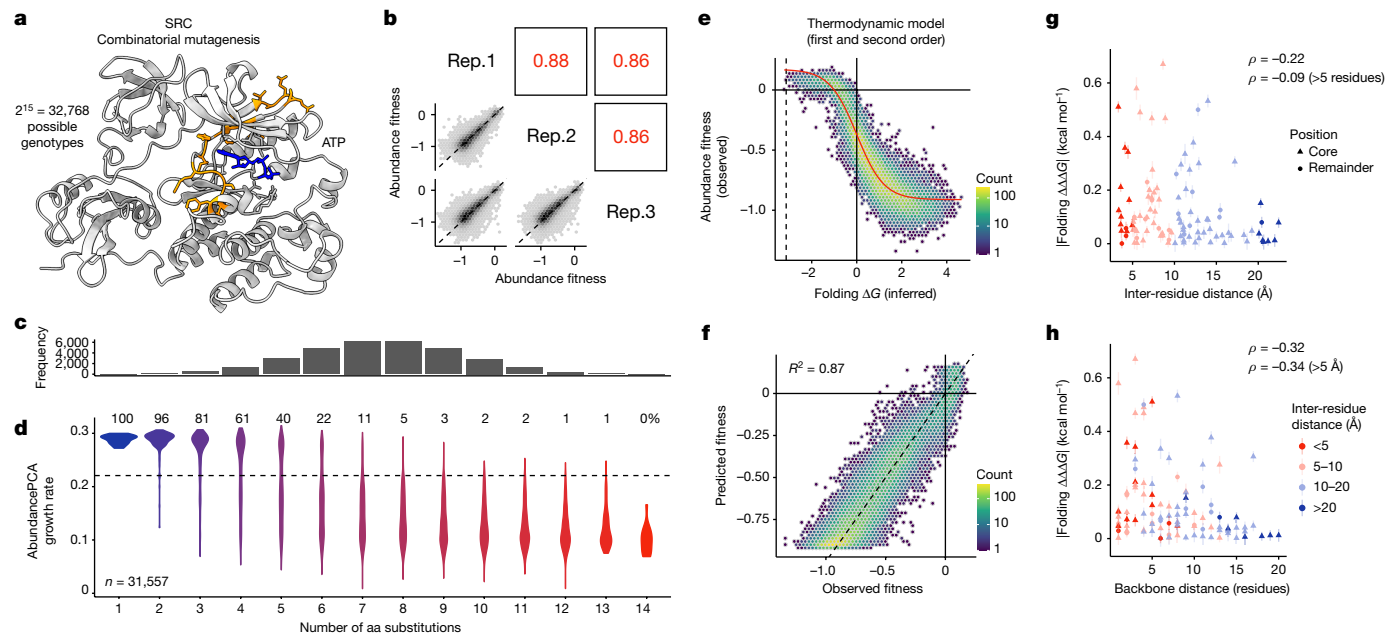 a
SRC
Combinatorial mutagenesis
2¹⁵ = 32,768
possible
genotypes
ATP
b
Rep.1
0.88
0.86
Abundance fitness
0
−1
Rep.2
0.86
Abundance fitness
0
−1
Rep.3
−1
0
−1
0
Abundance fitness
c
Frequency
6,000
4,000
2,000
0
d
100
96
81
61
40
22
11
5
3
2
2
1
1
0%
AbundancePCA
growth rate
0.3
0.2
0.1
0
n = 31,557
1
2
3
4
5
6
7
8
9
10
11
12
13
14
Number of aa substitutions
e
Thermodynamic model
(first and second order)
Abundance fitness
(observed)
0
−0.5
−1.0
−2
0
2
4
Folding ΔG (inferred)
Count
100
10
1
f
R² = 0.87
Predicted fitness
0
−0.25
−0.50
−0.75
−1.0
−0.5
0
Observed fitness
Count
100
10
1
g
ρ = −0.22
ρ = −0.09 (>5 residues)
|Folding ΔΔΔG| (kcal mol⁻¹)
0.6
0.4
0.2
0
5
10
15
20
Inter-residue distance (Å)
Position
Core
Remainder
h
ρ = −0.32
ρ = −0.34 (>5 Å)
|Folding ΔΔΔG| (kcal mol⁻¹)
0.6
0.4
0.2
0
5
10
15
20
Backbone distance (residues)
Inter-residue
distance (Å)
<5
5–10
10–20
>20